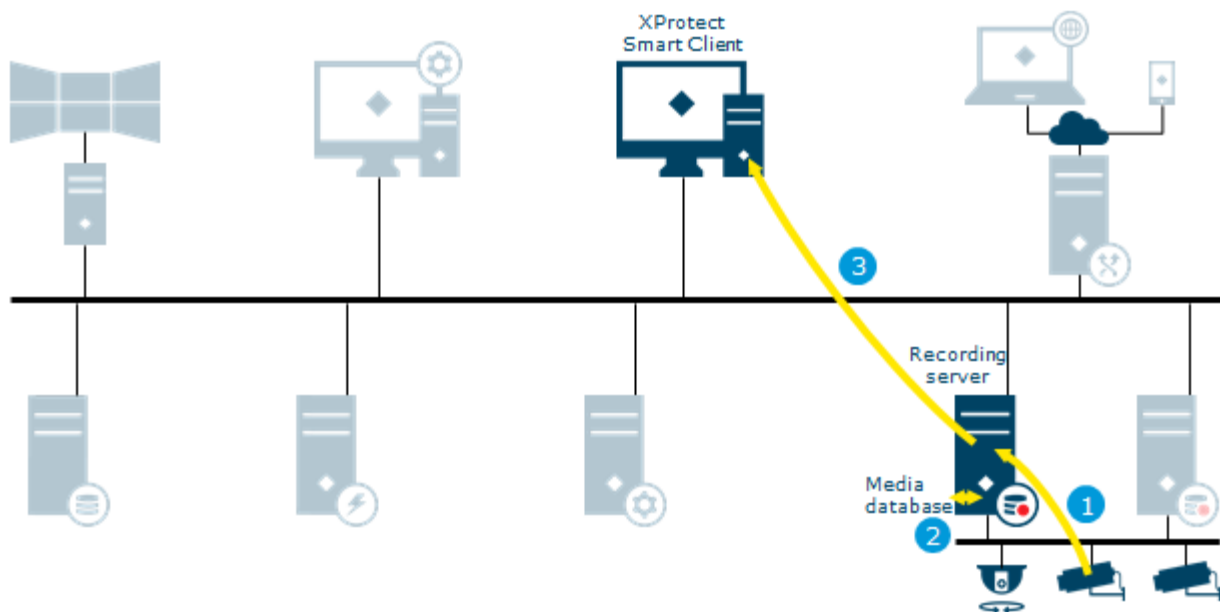 XProtect
Smart Client
3
Recording
server
Media
database
1
2